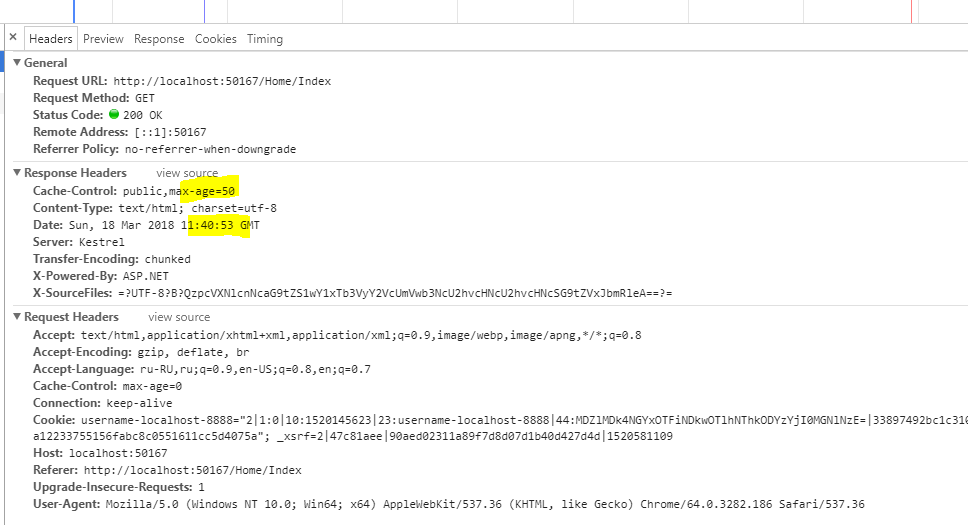 × Headers Preview Response Cookies Timing
▼ General
Request URL: http://localhost:50167/Home/Index
Request Method: GET
Status Code: 200 OK
Remote Address: [::1]:50167
Referrer Policy: no-referrer-when-downgrade
▼ Response Headers view source
Cache-Control: public,max-age=50
Content-Type: text/html; charset=utf-8
Date: Sun, 18 Mar 2018 11:40:53 GMT
Server: Kestrel
Transfer-Encoding: chunked
X-Powered-By: ASP.NET
X-SourceFiles: =?UTF-8?B?QzpcVXNlcnNcaG9tZS1wY1xTb3VyY2VcUmVwb3NcU2hvcHNcU2hvcHNcSG9tZVxJbmRleA==?=
▼ Request Headers view source
Accept: text/html,application/xhtml+xml,application/xml;q=0.9,image/webp,image/apng,*/*;q=0.8
Accept-Encoding: gzip, deflate, br
Accept-Language: ru-RU,ru;q=0.9,en-US;q=0.8,en;q=0.7
Cache-Control: max-age=0
Connection: keep-alive
Cookie: username-localhost-8888="2|1:0|10:1520145623|23:username-localhost-8888|44:MDZlMDk4NGYxOTFiNDkwOTlhNThkODYzYjI0MGNlNzE=|33897492bc1c310
a12233755156fabc8c0551611cc5d4075a"; _xsrf=2|47c81aee|90aed02311a89f7d8d07d1b40d427d4d|1520581109
Host: localhost:50167
Referer: http://localhost:50167/Home/Index
Upgrade-Insecure-Requests: 1
User-Agent: Mozilla/5.0 (Windows NT 10.0; Win64; x64) AppleWebKit/537.36 (KHTML, like Gecko) Chrome/64.0.3282.186 Safari/537.36